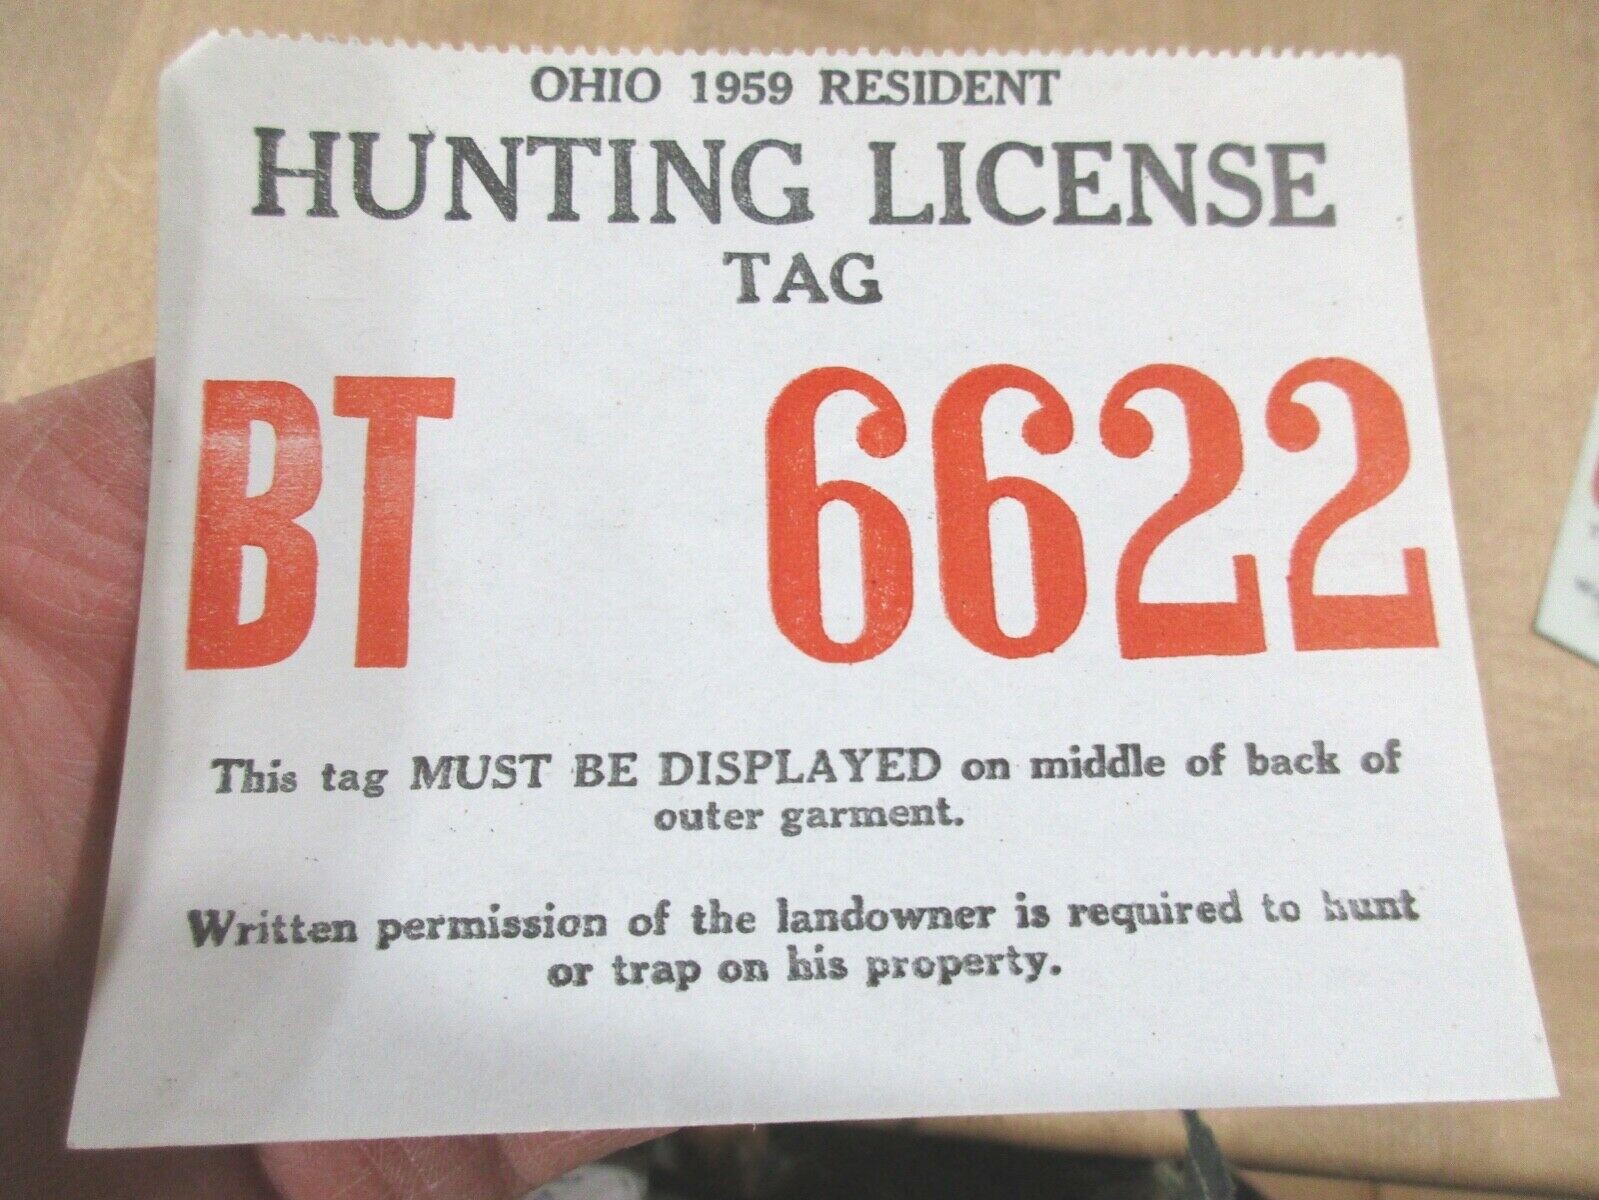 OHIO 1959 RESIDENT
HUNTING LICENSE
TAG
BT 6622
This tag MUST BE DISPLAYED on middle of back of
outer garment.
Written permission of the landowner is required to hunt
or trap on his property.